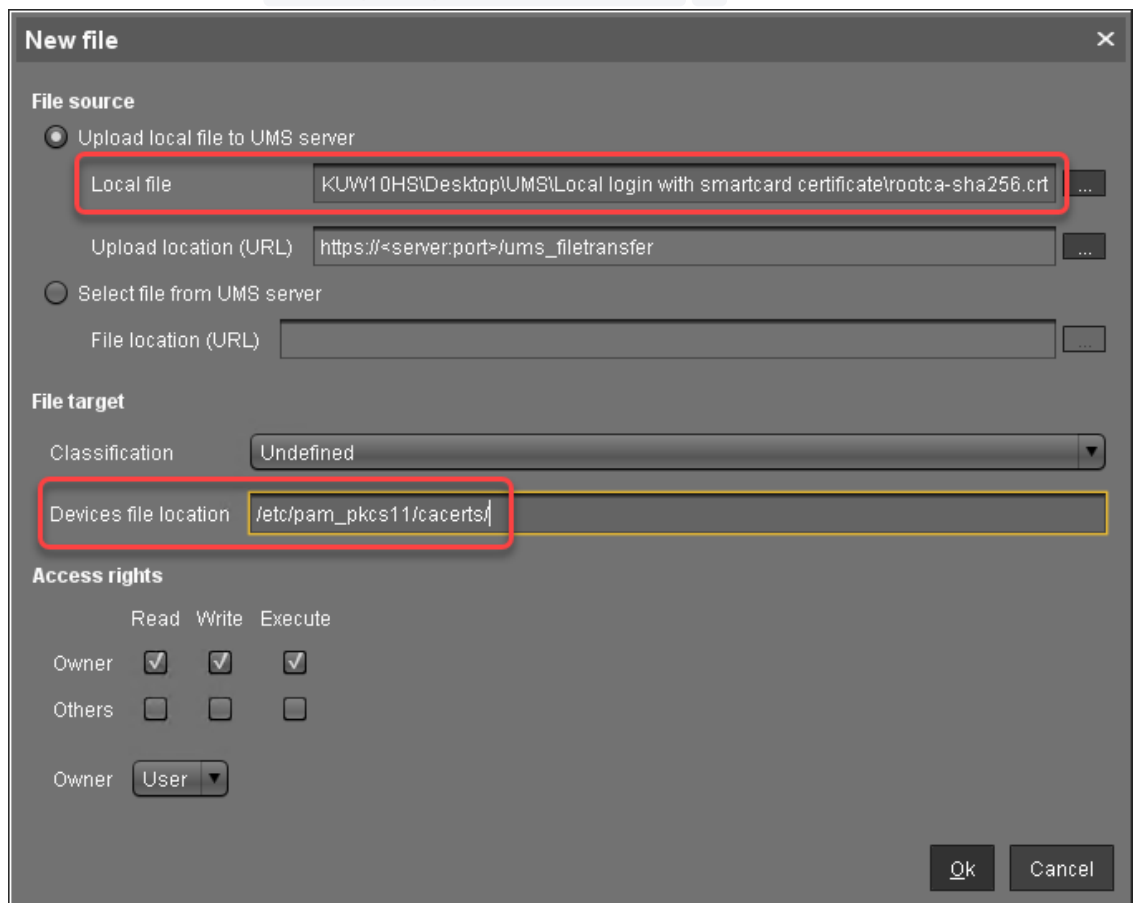 New file
File source
Upload local file to UMS server
Local file KUW10HS\Desktop\UMS\Local login with smartcard certificate\rootca-sha256.crt ...
Upload location (URL) https://<server:port>/ums_filetransfer ...
Select file from UMS server
File location (URL) ...
File target
Classification Undefined
Devices file location /etc/pam_pkcs11/cacerts/
Access rights
Read Write Execute
Owner
Others
Owner User
Ok Cancel